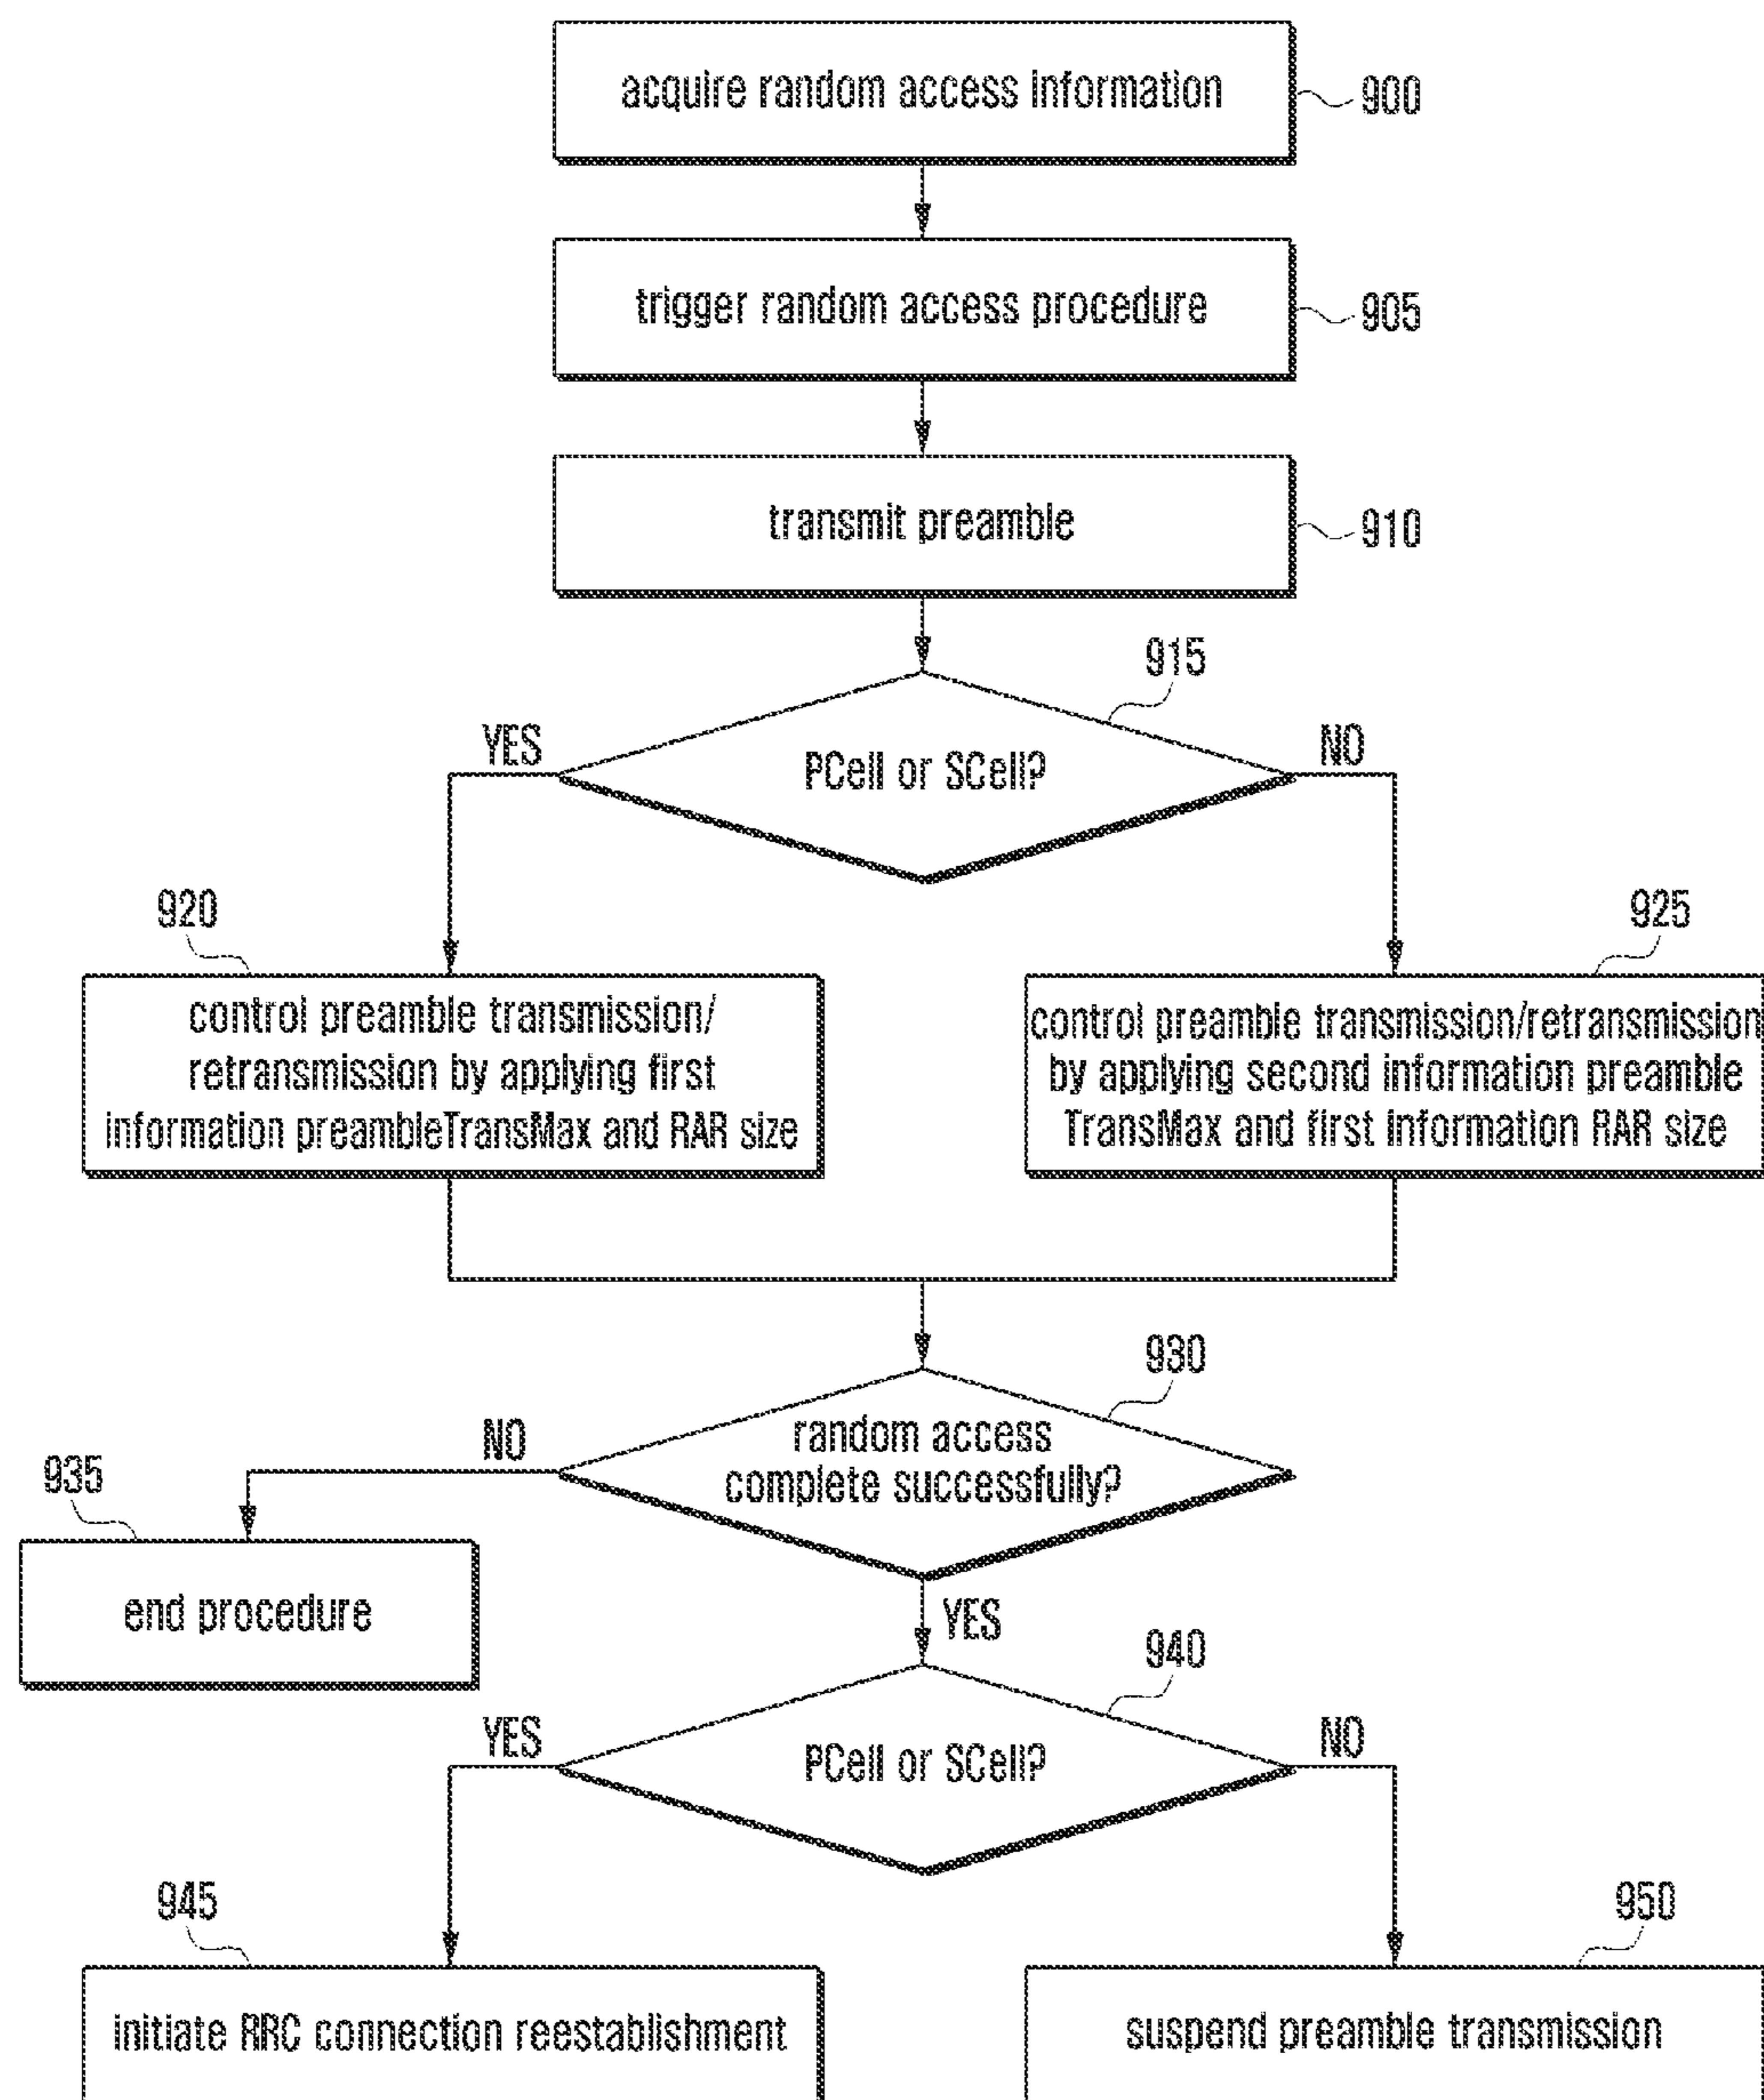 acquire random access information
900
trigger random access procedure
905
transmit preamble
910
915
YES
PCell or SCell?
NO
920
925
control preamble transmission/
retransmission by applying first
information preambleTransMax and RAR size
control preamble transmission/retransmission
by applying second information preamble
TransMax and first information RAR size
930
NO
random access
complete successfully?
935
end procedure
YES
940
YES
PCell or SCell?
NO
945
950
initiate RRC connection reestablishment
suspend preamble transmission